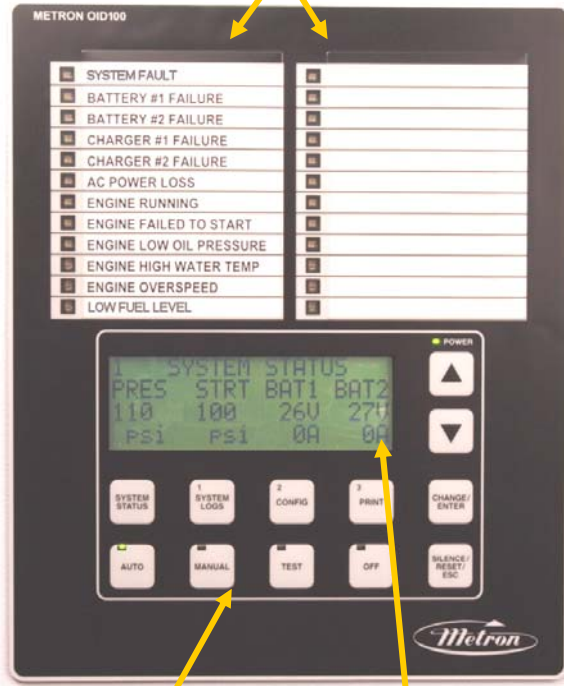 METRON OID100
SYSTEM FAULT
BATTERY #1 FAILURE
BATTERY #2 FAILURE
CHARGER #1 FAILURE
CHARGER #2 FAILURE
AC POWER LOSS
ENGINE RUNNING
ENGINE FAILED TO START
ENGINE LOW OIL PRESSURE
ENGINE HIGH WATER TEMP
ENGINE OVERSPEED
LOW FUEL LEVEL
POWER
1 SYSTEM STATUS
PRES STRT BAT1 BAT2
110 100 26V 27V
psi psi 0A 0A
SYSTEM
STATUS
1
SYSTEM
LOGS
2
CONFIG
3
PRINT
CHANGE/
ENTER
AUTO
MANUAL
TEST
OFF
SILENCE/
RESET/
ESC
Metron